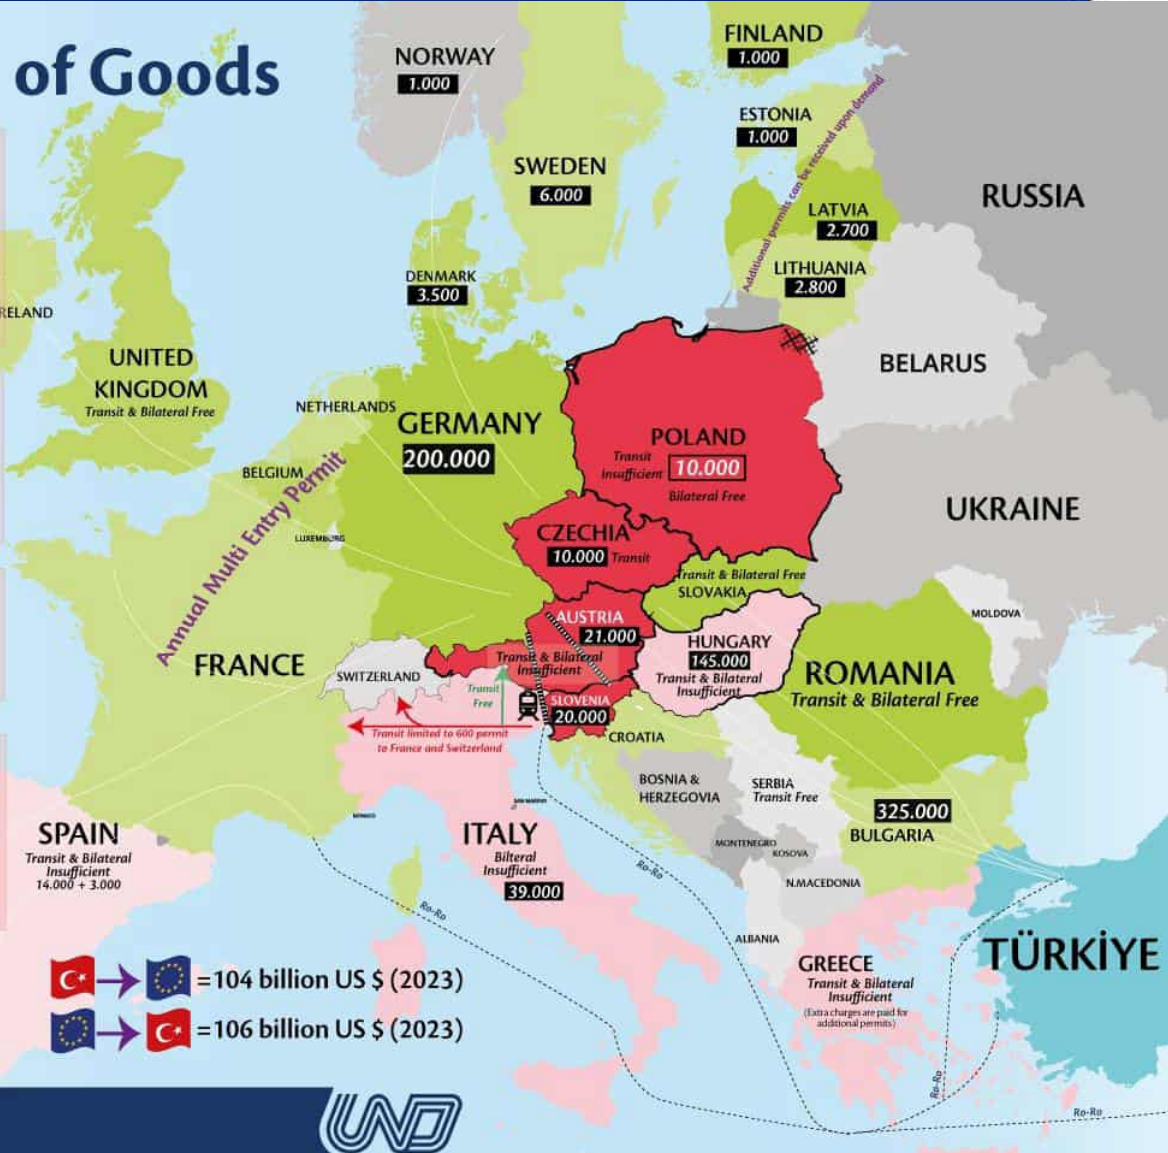 of Goods
NORWAY
1.000
FINLAND
1.000
ESTONIA
1.000
SWEDEN
6.000
Additional permits can be received upon demand
RUSSIA
LATVIA
2.700
LITHUANIA
2.800
DENMARK
3.500
RELAND
UNITED
KINGDOM
Transit & Bilateral Free
BELARUS
NETHERLANDS
GERMANY
200.000
BELGIUM
Annual Multi Entry Permit
LUXEMBURG
POLAND
Transit
Insufficient
10.000
Bilateral Free
UKRAINE
CZECHIA
10.000 Transit
Transit & Bilateral Free
SLOVAKIA
MOLDOVA
AUSTRIA
21.000
Transit & Bilateral
Insufficient
HUNGARY
145.000
Transit & Bilateral
Insufficient
FRANCE
SWITZERLAND
Transit
Free
ROMANIA
Transit & Bilateral Free
SLOVENIA
20.000
Transit limited to 600 permit
to France and Switzerland
CROATIA
BOSNIA &
HERZEGOVIA
SERBIA
Transit Free
325.000
BULGARIA
MONACO
SAN MARINO
SPAIN
Transit & Bilateral
Insufficient
14.000 + 3.000
ITALY
Bilteral
Insufficient
39.000
MONTENEGRO
KOSOVA
N.MACEDONIA
Ro-Ro
Ro-Ro
ALBANIA
GREECE
Transit & Bilateral
Insufficient
(Extra charges are paid for
additional permits)
TÜRKİYE
=104 billion US $ (2023)
=106 billion US $ (2023)
Ro-Ro
Ro-Ro
UND